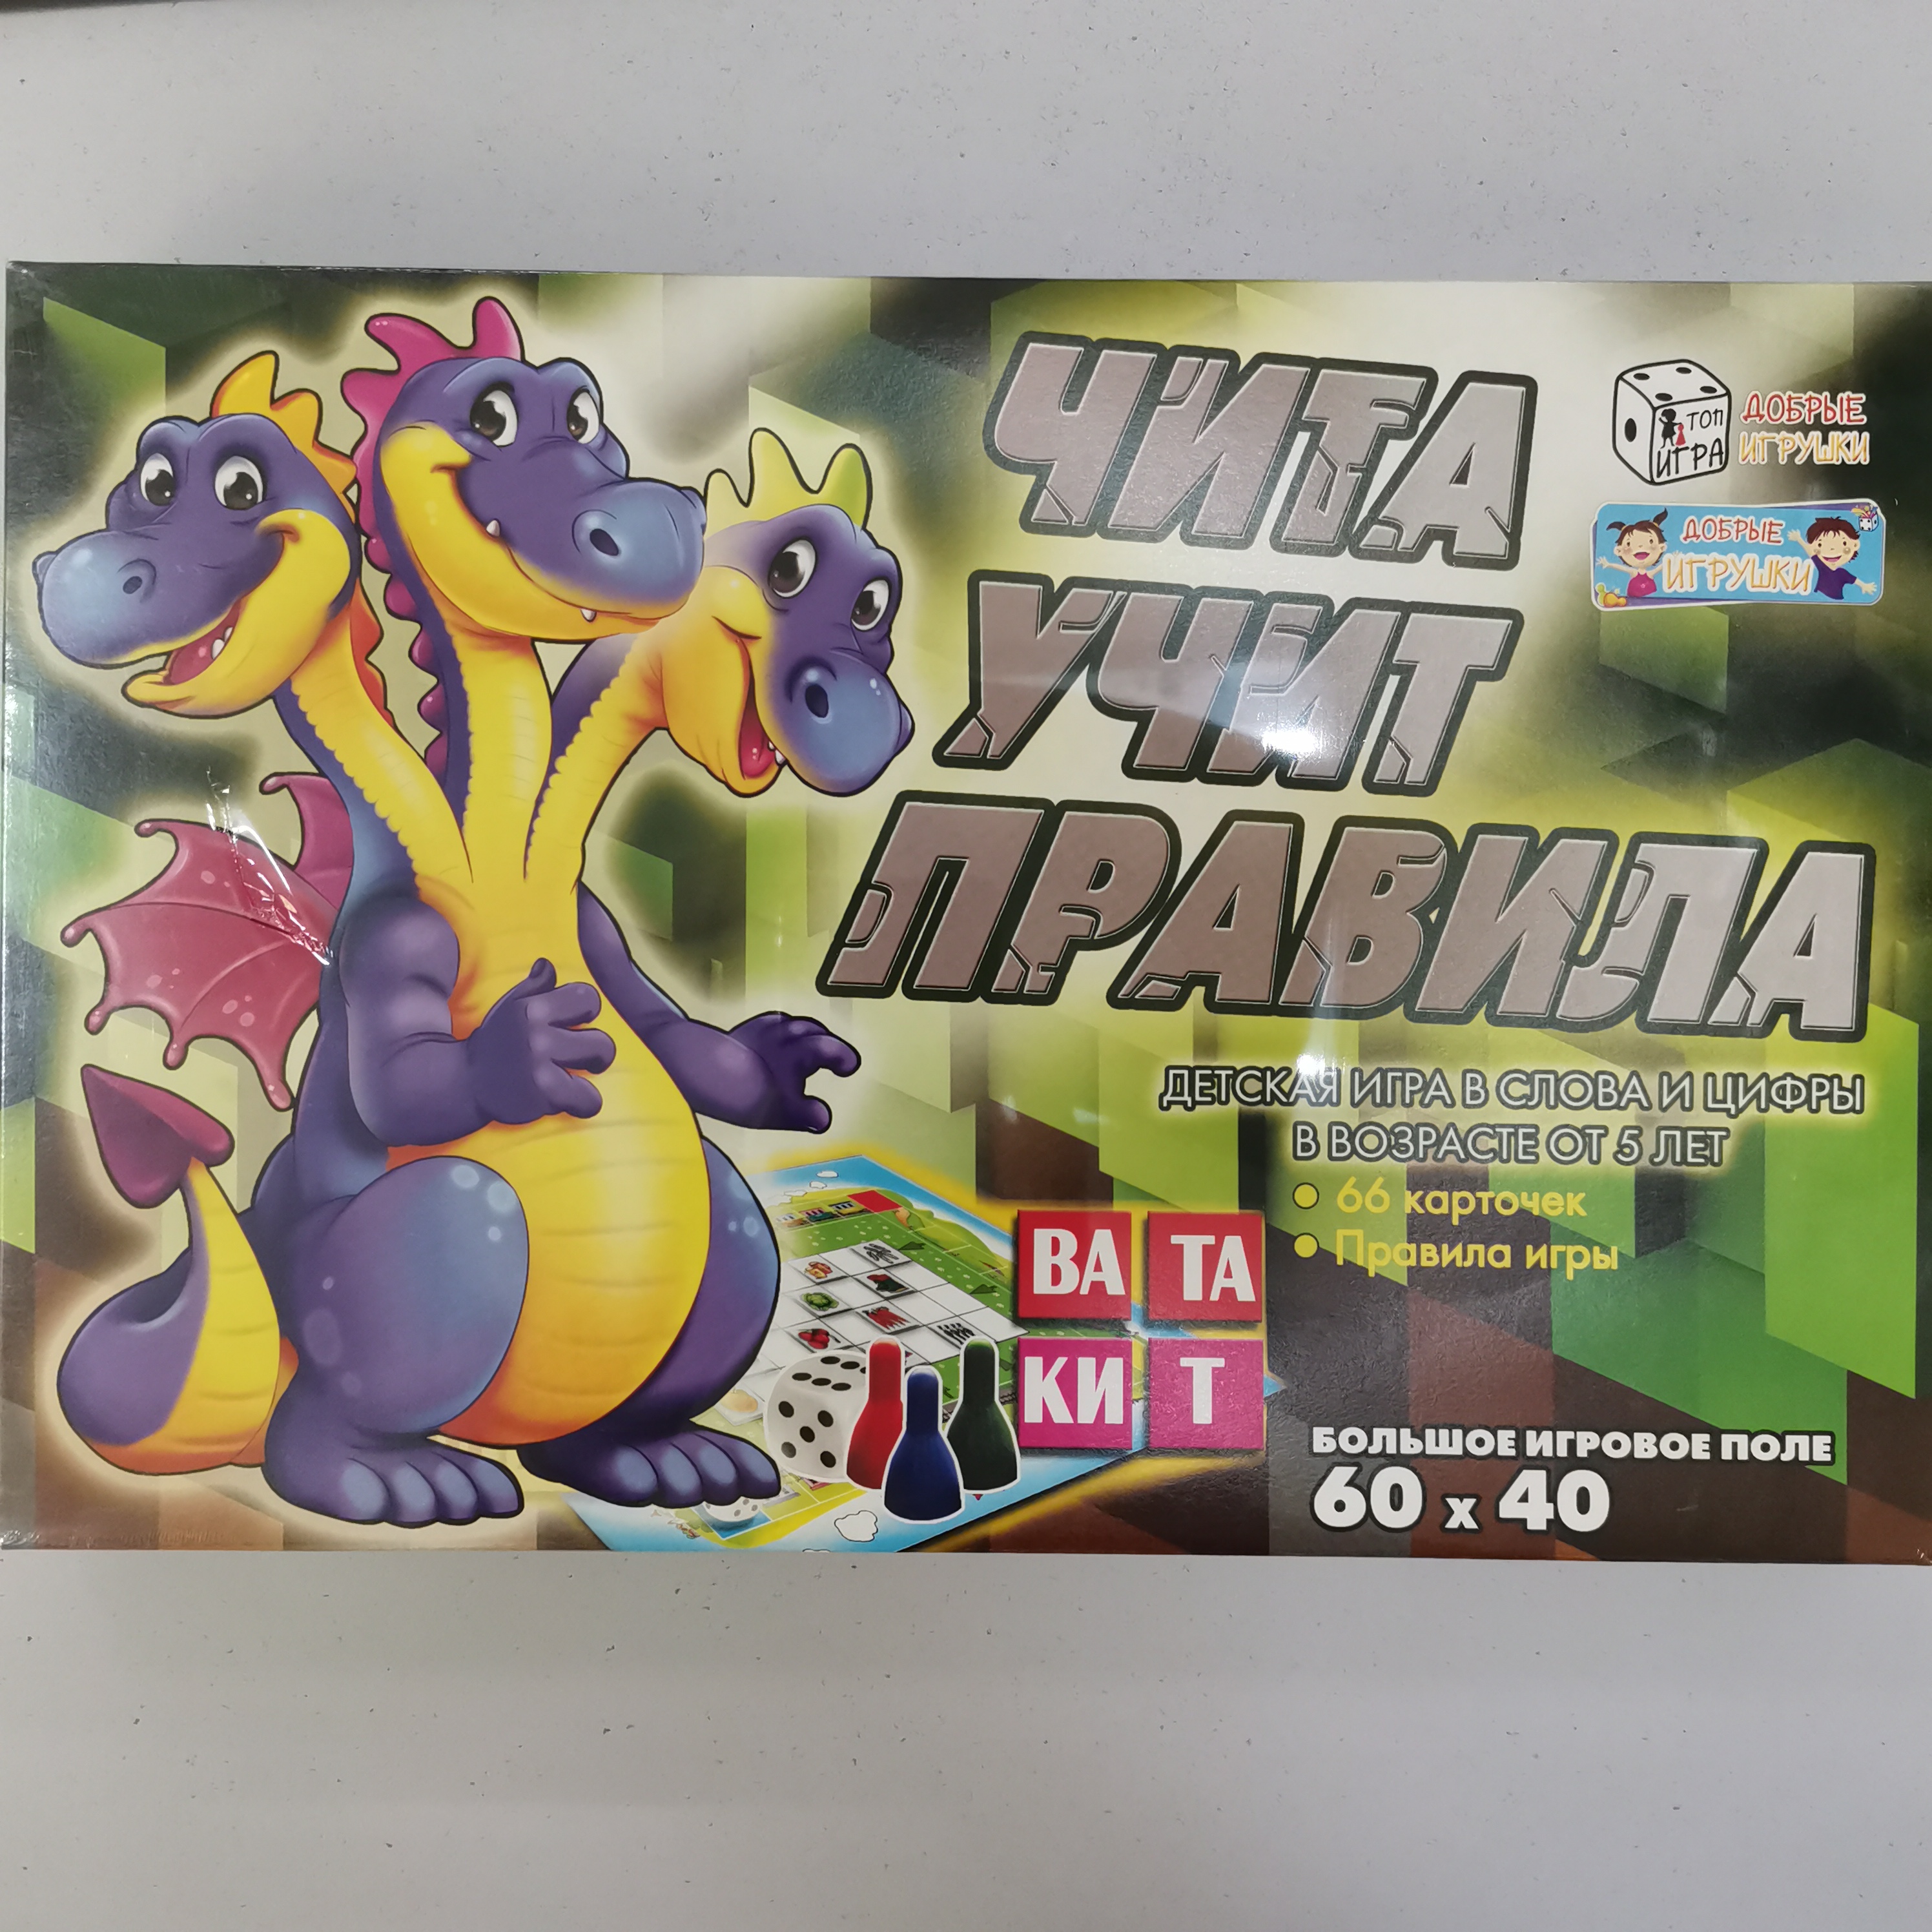 ЧИТА
УЧИТ
ПРАВИЛА
ТОП
ИГРА
ДОБРЫЕ
ИГРУШКИ
ДОБРЫЕ
ИГРУШКИ
ДЕТСКАЯ ИГРА В СЛОВА И ЦИФРЫ
В ВОЗРАСТЕ ОТ 5 ЛЕТ
66 карточек
Правила игры
ВА ТА
КИ Т
БОЛЬШОЕ ИГРОВОЕ ПОЛЕ
60 х 40